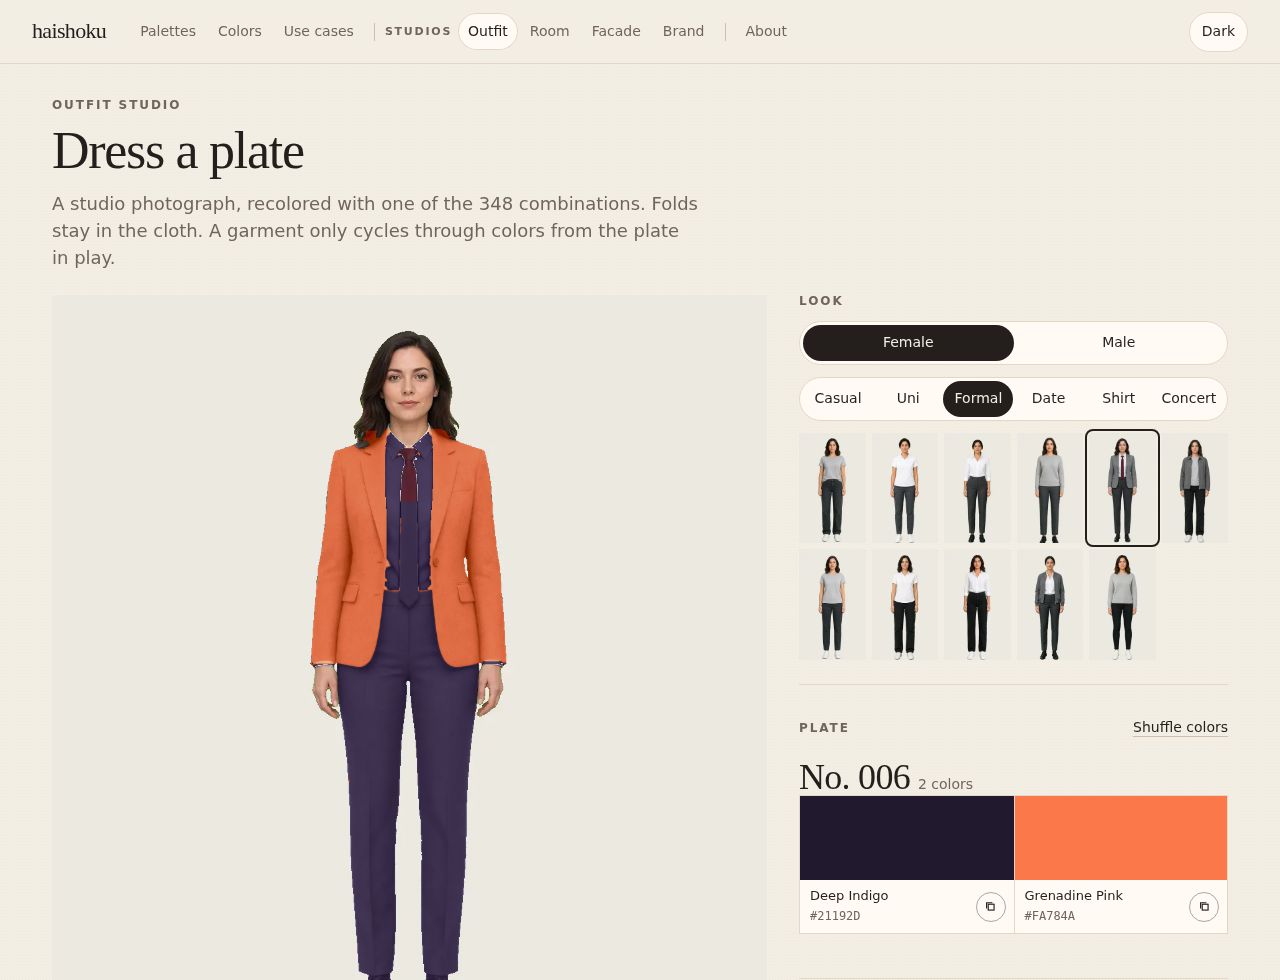 haishoku
Palettes
Colors
Use cases
STUDIOS
Outfit
Room
Facade
Brand
About
Dark
OUTFIT STUDIO
Dress a plate
A studio photograph, recolored with one of the 348 combinations. Folds
stay in the cloth. A garment only cycles through colors from the plate
in play.
LOOK
Female
Male
Casual
Uni
Formal
Date
Shirt
Concert
PLATE
Shuffle colors
No. 006
2 colors
Deep Indigo
#21192D
Grenadine Pink
#FA784A